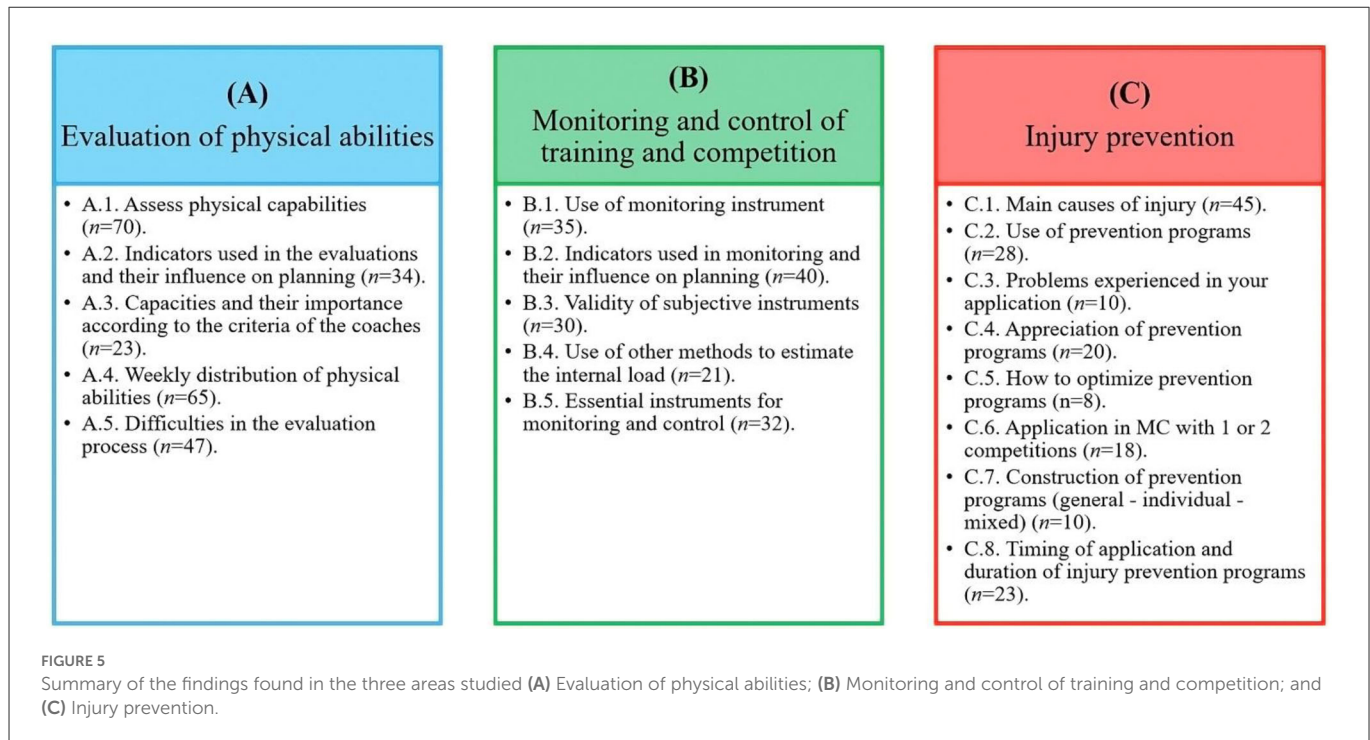 (A)
Evaluation of physical abilities
• A.1. Assess physical capabilities
(n=70).
• A.2. Indicators used in the evaluations
and their influence on planning (n=34).
• A.3. Capacities and their importance
according to the criteria of the coaches
(n=23).
• A.4. Weekly distribution of physical
abilities (n=65).
• A.5. Difficulties in the evaluation
process (n=47).
(B)
Monitoring and control of
training and competition
• B.1. Use of monitoring instrument
(n=35).
• B.2. Indicators used in monitoring and
their influence on planning (n=40).
• B.3. Validity of subjective instruments
(n=30).
• B.4. Use of other methods to estimate
the internal load (n=21).
• B.5. Essential instruments for
monitoring and control (n=32).
(C)
Injury prevention
• C.1. Main causes of injury (n=45).
• C.2. Use of prevention programs
(n=28).
• C.3. Problems experienced in your
application (n=10).
• C.4. Appreciation of prevention
programs (n=20).
• C.5. How to optimize prevention
programs (n=8).
• C.6. Application in MC with 1 or 2
competitions (n=18).
• C.7. Construction of prevention
programs (general - individual -
mixed) (n=10).
• C.8. Timing of application and
duration of injury prevention programs
(n=23).
FIGURE 5
Summary of the findings found in the three areas studied (A) Evaluation of physical abilities; (B) Monitoring and control of training and competition; and
(C) Injury prevention.